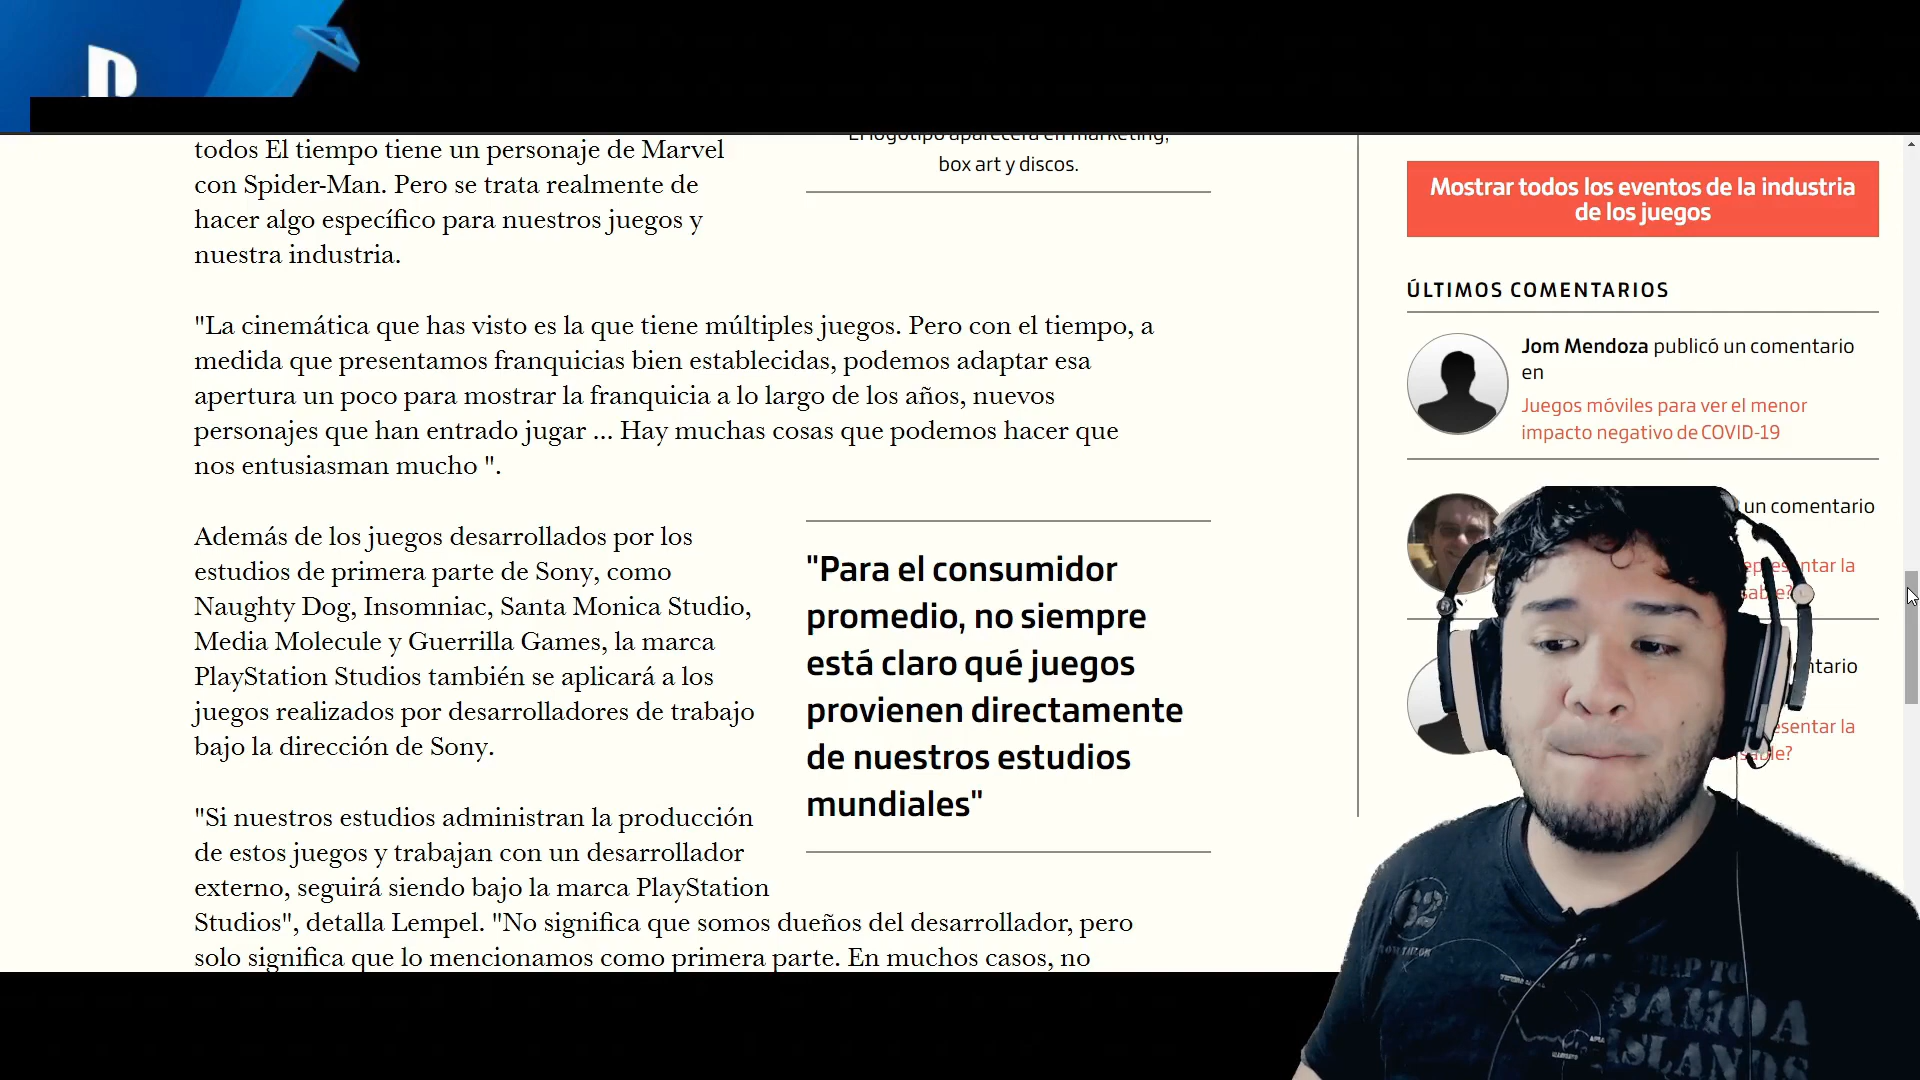 todos El tiempo tiene un personaje de Marvel
con Spider-Man. Pero se trata realmente de
hacer algo específico para nuestros juegos y
nuestra industria.
El logotipo aparecerá en marketing,
box art y discos.
"La cinemática que has visto es la que tiene múltiples juegos. Pero con el tiempo, a
medida que presentamos franquicias bien establecidas, podemos adaptar esa
apertura un poco para mostrar la franquicia a lo largo de los años, nuevos
personajes que han entrado jugar ... Hay muchas cosas que podemos hacer que
nos entusiasman mucho ".
Además de los juegos desarrollados por los
estudios de primera parte de Sony, como
Naughty Dog, Insomniac, Santa Monica Studio,
Media Molecule y Guerrilla Games, la marca
PlayStation Studios también se aplicará a los
juegos realizados por desarrolladores de trabajo
bajo la dirección de Sony.
"Para el consumidor
promedio, no siempre
está claro qué juegos
provienen directamente
de nuestros estudios
mundiales"
"Si nuestros estudios administran la producción
de estos juegos y trabajan con un desarrollador
externo, seguirá siendo bajo la marca PlayStation
Studios", detalla Lempel. "No significa que somos dueños del desarrollador, pero
solo significa que lo mencionamos como primera parte. En muchos casos, no
Mostrar todos los eventos de la industria
de los juegos
ÚLTIMOS COMENTARIOS
Jom Mendoza publicó un comentario
en
Juegos móviles para ver el menor
impacto negativo de COVID-19
un comentario
la
la
SAMOA
ISLANDS